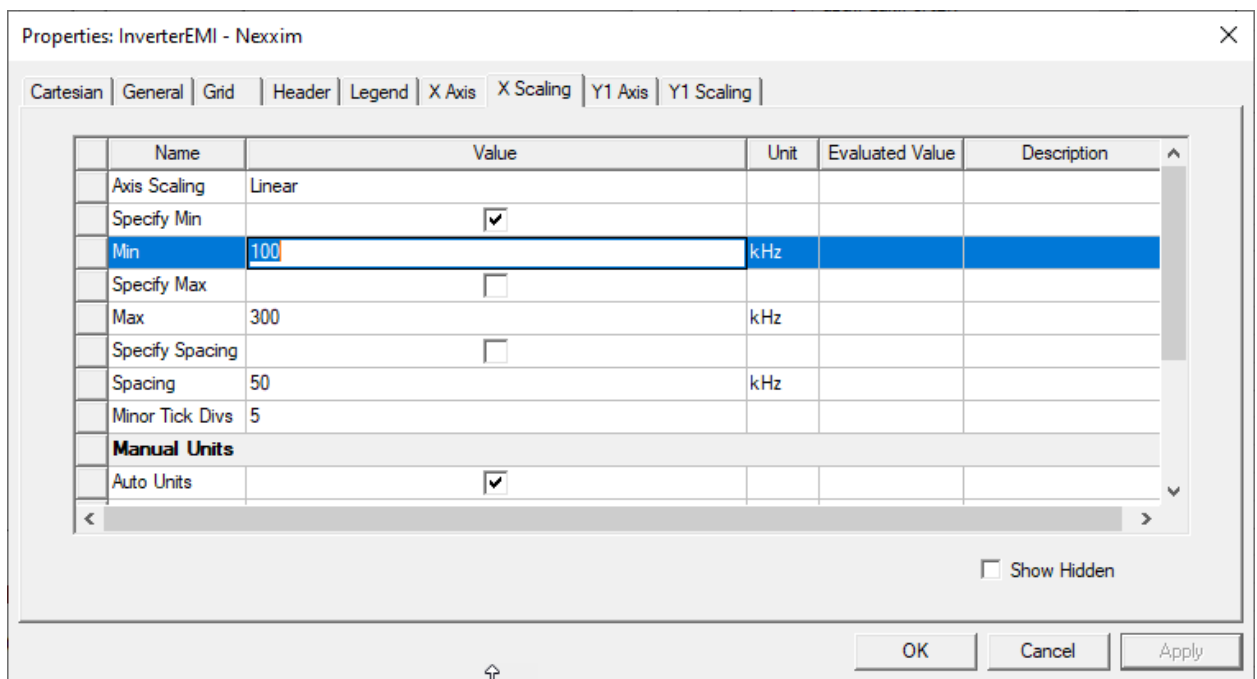 Properties: InverterEMI - Nexxim
Cartesian General Grid Header Legend X Axis X Scaling Y1 Axis Y1 Scaling
Name Value Unit Evaluated Value Description
Axis Scaling Linear
Specify Min
Min 100 kHz
Specify Max
Max 300 kHz
Specify Spacing
Spacing 50 kHz
Minor Tick Divs 5
Manual Units
Auto Units
Show Hidden
OK Cancel Apply